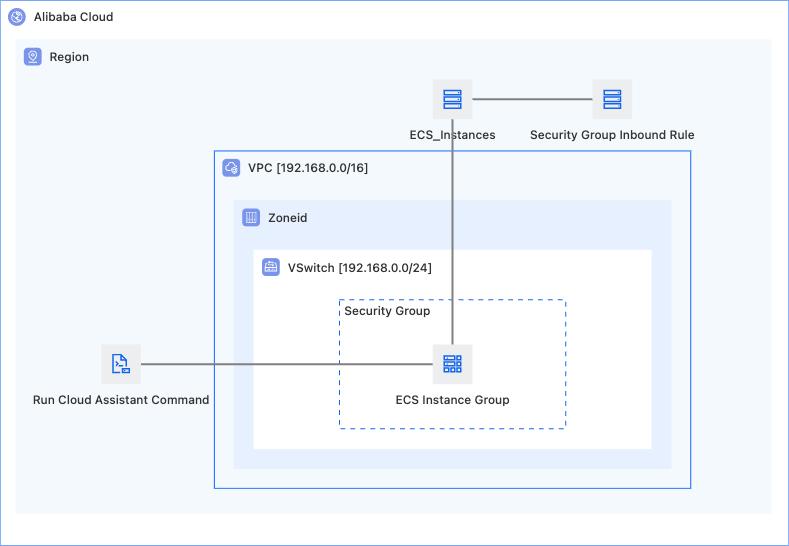 Alibaba Cloud
Region
ECS_Instances
Security Group Inbound Rule
VPC [192.168.0.0/16]
Zoneid
VSwitch [192.168.0.0/24]
Security Group
Run Cloud Assistant Command
ECS Instance Group